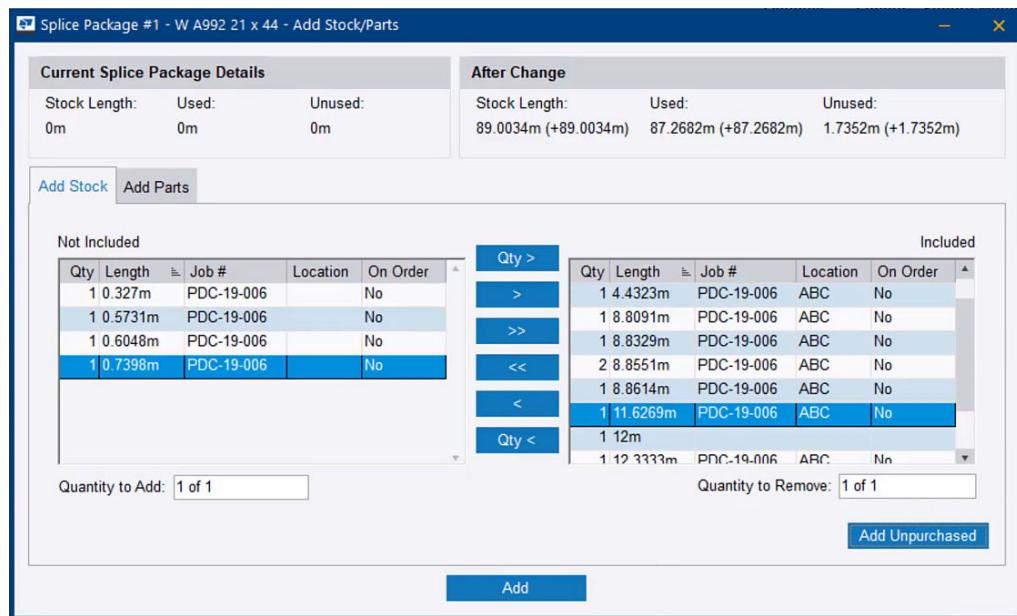 Splice Package #1 - W A992 21 x 44 - Add Stock/Parts
Current Splice Package Details
Stock Length: Used: Unused:
0m 0m 0m
After Change
Stock Length: Used: Unused:
89.0034m (+89.0034m) 87.2682m (+87.2682m) 1.7352m (+1.7352m)
Add Stock Add Parts
Not Included
Qty Length Job # Location On Order
1 0.327m PDC-19-006 No
1 0.5731m PDC-19-006 No
1 0.6048m PDC-19-006 No
1 0.7398m PDC-19-006 No
Quantity to Add: 1 of 1
Qty >
>
>>
<<
<
Qty <
Included
Qty Length Job # Location On Order
1 4.4323m PDC-19-006 ABC No
1 8.8091m PDC-19-006 ABC No
1 8.8329m PDC-19-006 ABC No
2 8.8551m PDC-19-006 ABC No
1 8.8614m PDC-19-006 ABC No
1 11.6269m PDC-19-006 ABC No
1 12m
1 12.3333m PDC-19-006 ABC No
Quantity to Remove: 1 of 1
Add Unpurchased
Add